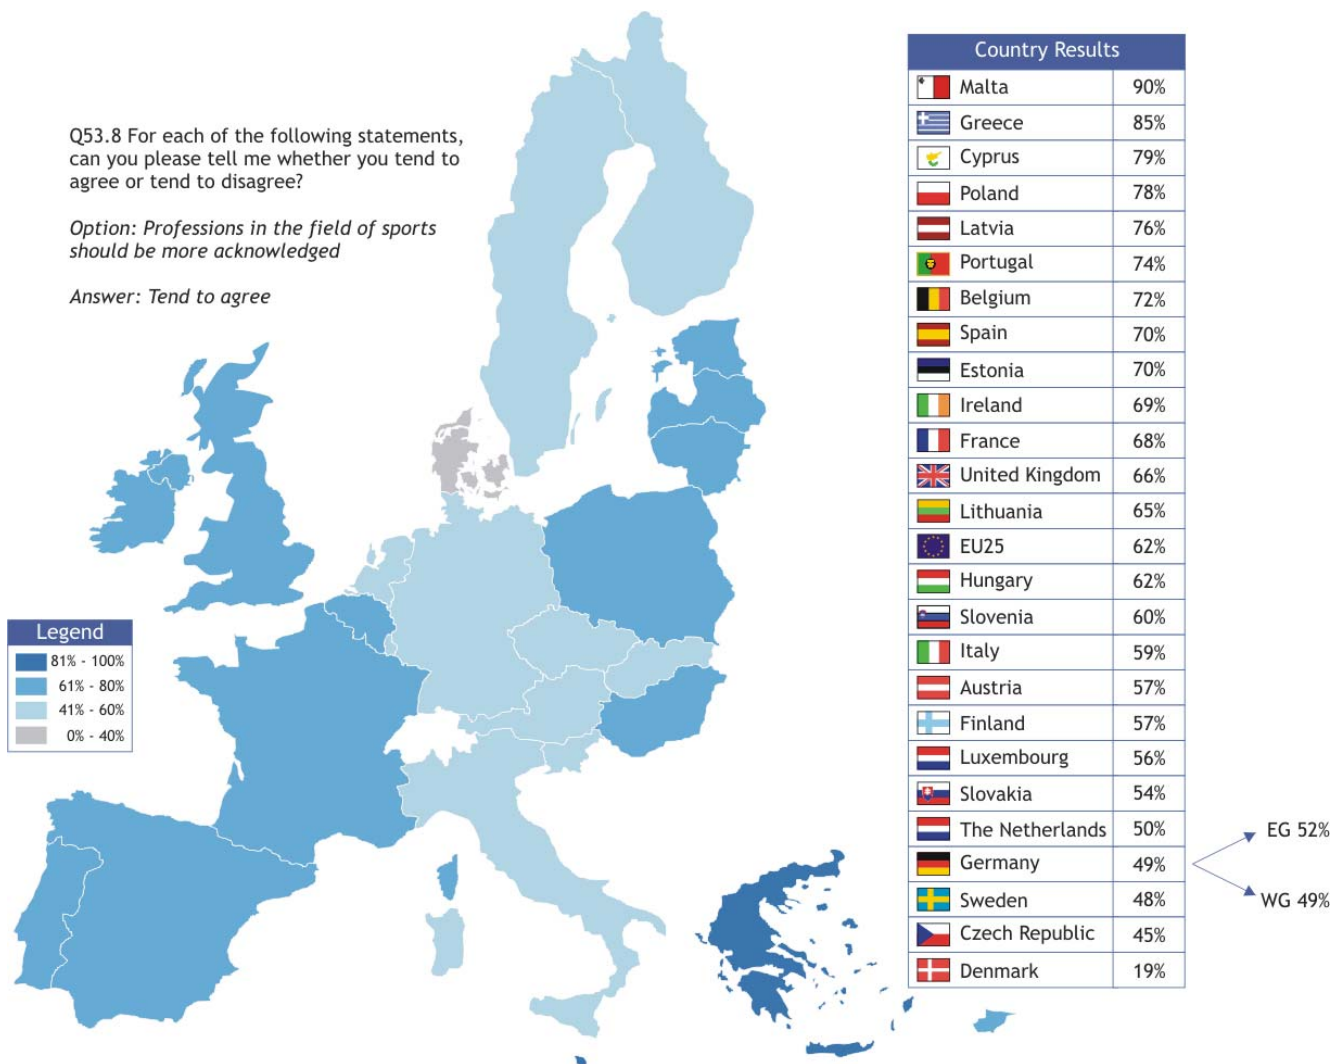 Q53.8 For each of the following statements,
can you please tell me whether you tend to
agree or tend to disagree?
Option: Professions in the field of sports
should be more acknowledged
Answer: Tend to agree
Legend
81% - 100%
61% - 80%
41% - 60%
0% - 40%
Country Results
Malta 90%
Greece 85%
Cyprus 79%
Poland 78%
Latvia 76%
Portugal 74%
Belgium 72%
Spain 70%
Estonia 70%
Ireland 69%
France 68%
United Kingdom 66%
Lithuania 65%
EU25 62%
Hungary 62%
Slovenia 60%
Italy 59%
Austria 57%
Finland 57%
Luxembourg 56%
Slovakia 54%
The Netherlands 50%
Germany 49%
Sweden 48%
Czech Republic 45%
Denmark 19%
EG 52%
WG 49%